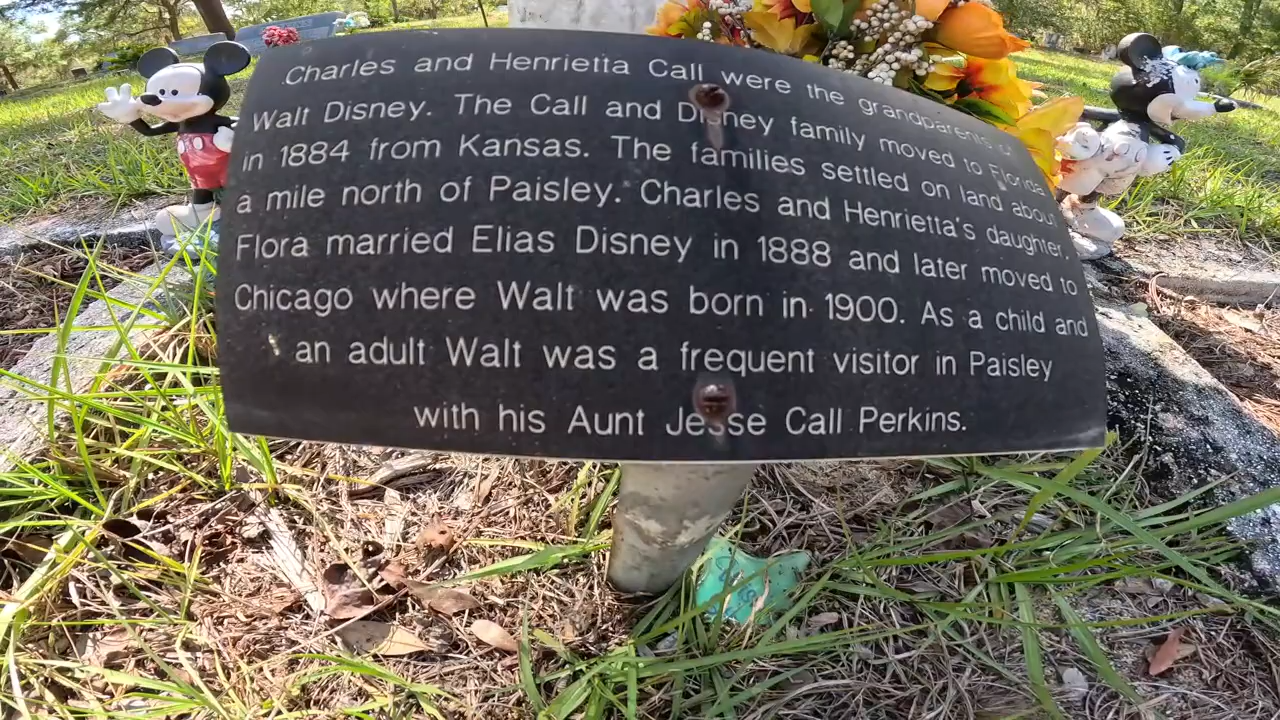 Charles and Henrietta Call were the grandparents of
Walt Disney. The Call and Disney family moved to Florida
in 1884 from Kansas. The families settled on land about
a mile north of Paisley. Charles and Henrietta's daughter,
Flora married Elias Disney in 1888 and later moved to
Chicago where Walt was born in 1900. As a child and
an adult Walt was a frequent visitor in Paisley
with his Aunt Jesse Call Perkins.